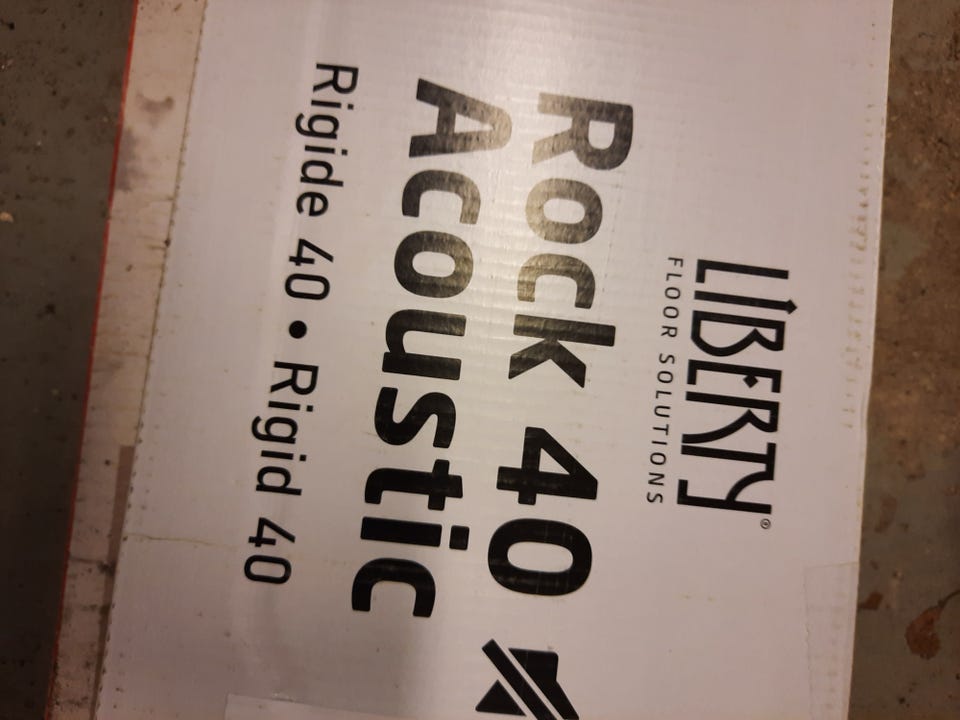 LIBERTY®
FLOOR SOLUTIONS
Rock 40
Acoustic
Rigide 40 • Rigid 40